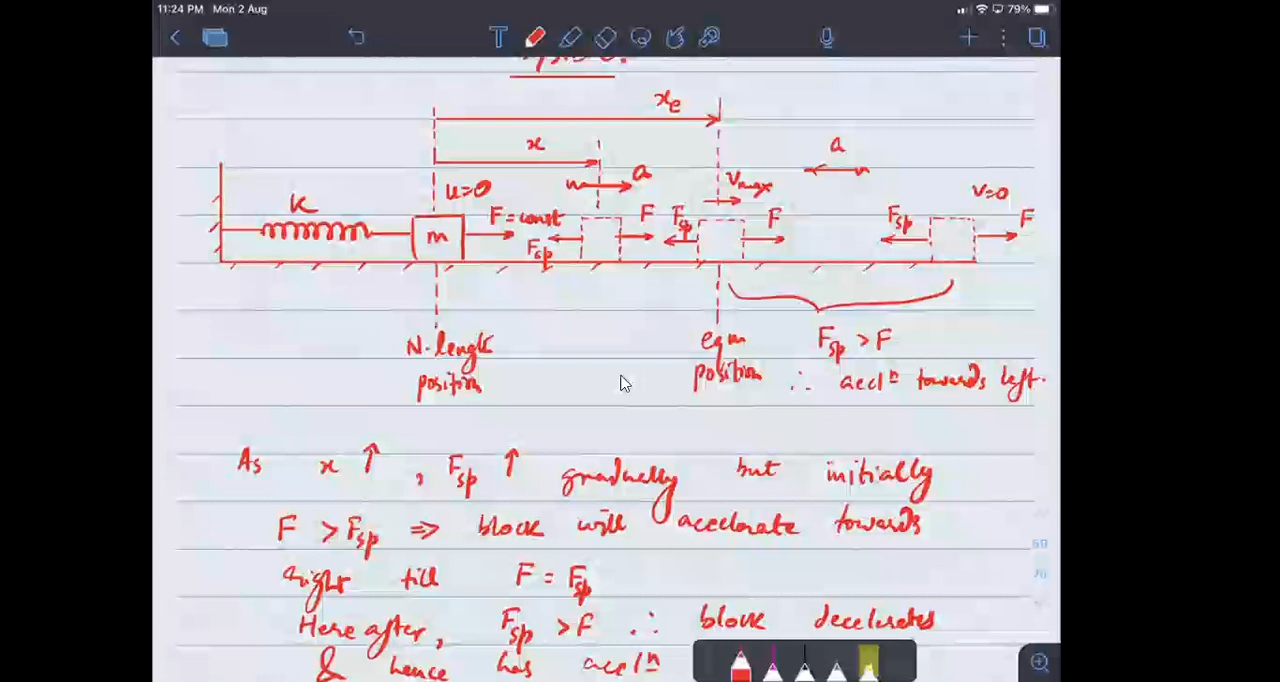 11:24 PM Mon 2 Aug
79%
T
xe
x
a
a
u=0
vmax
v=0
K
F = const
F
Fsp
F
Fsp
F
m
Fsp
N-length
position
eqm
position
Fsp > F
∴ accln towards left.
As x ↑, Fsp ↑ gradually but initially
F > Fsp ⇒ block will accelerate towards
right till F = Fsp
Here after, Fsp > F ∴ block decelerates
& hence has accln